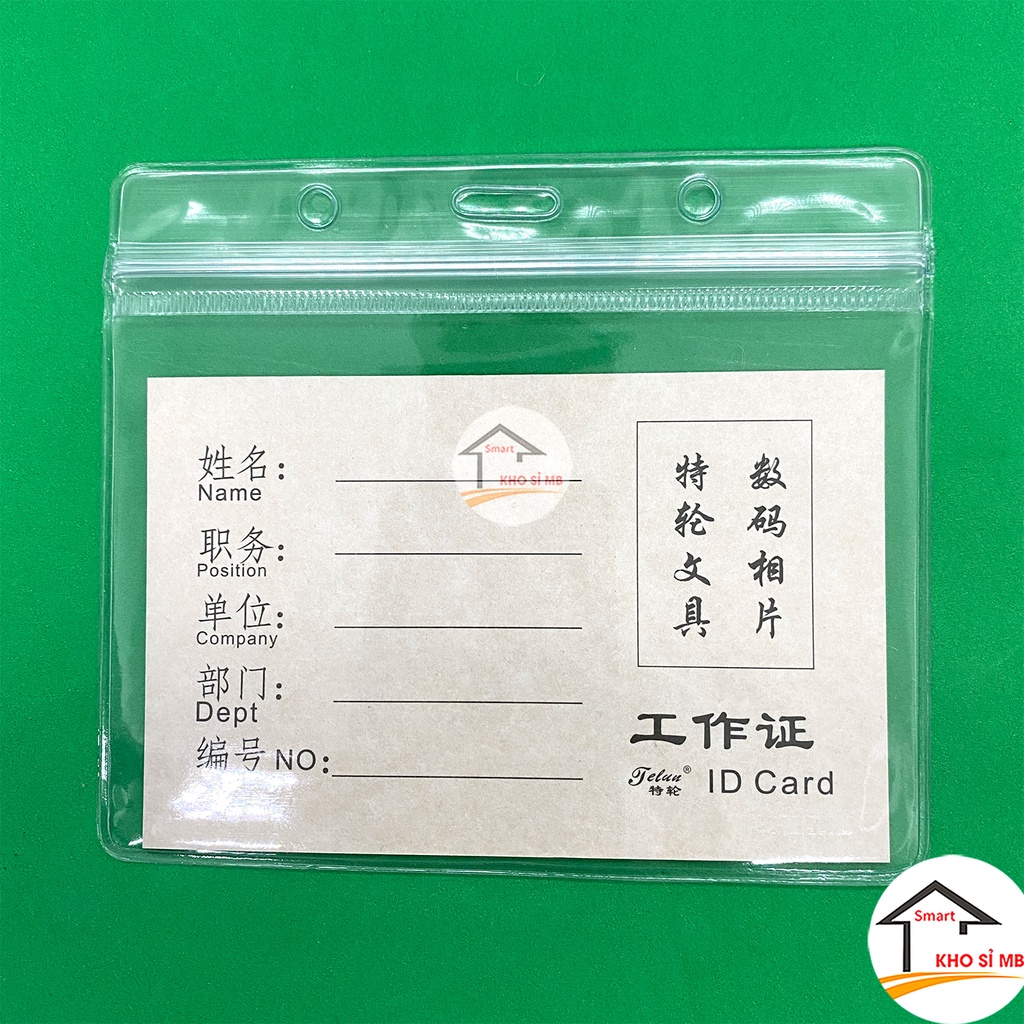 姓名：
Name
职务：
Position
单位：
Company
部门：
Dept
编号 NO：
数码相片
特轮文具
工作证
Telun®
特轮
ID Card
Smart
KHO SỈ MB
Smart
KHO SỈ MB